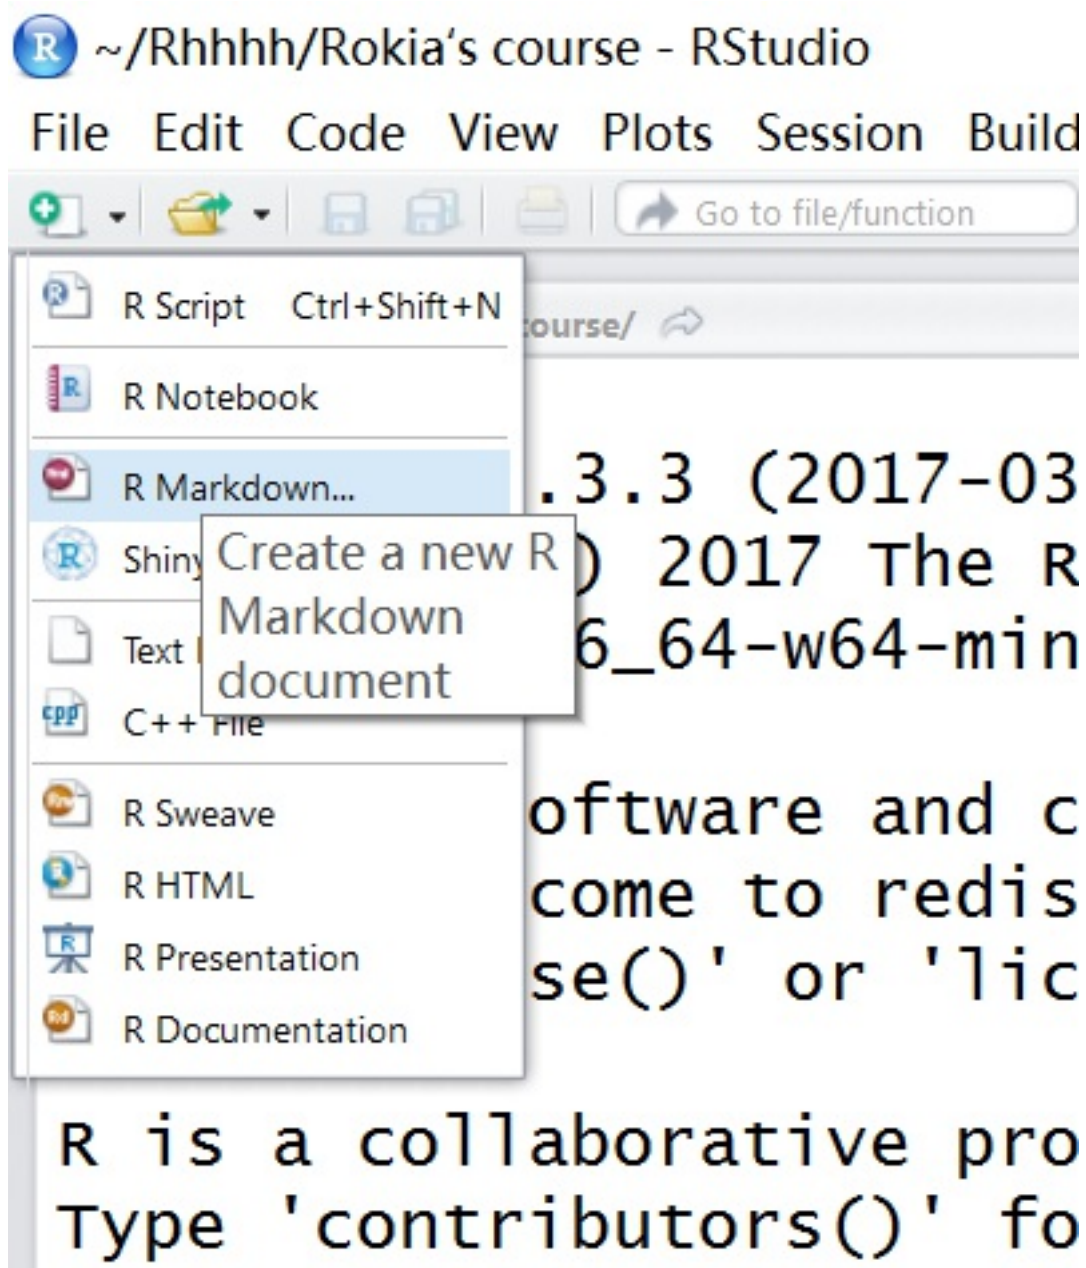 R ~/Rhhhh/Rokia's course - RStudio
File Edit Code View Plots Session Build
Go to file/function
R Script Ctrl+Shift+N
course/
R Notebook
R Markdown...
.3.3 (2017-03
Shiny
Create a new R
Markdown
document
) 2017 The R
Text
6_64-w64-min
cpp C++ File
R Sweave
oftware and c
R HTML
come to redis
R Presentation
se()' or 'lic
R Documentation
R is a collaborative pro
Type 'contributors()' fo